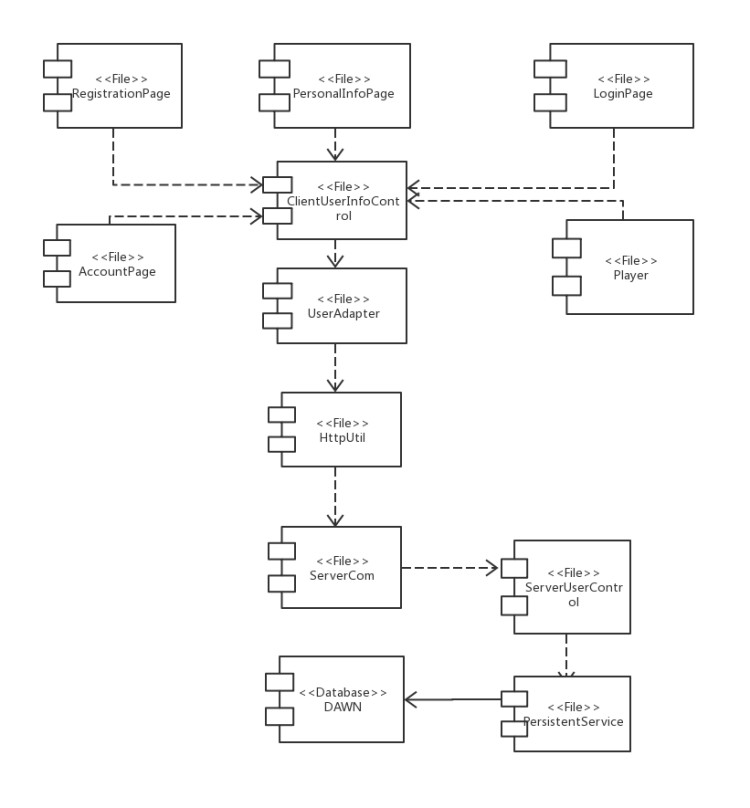 <<File>>
RegistrationPage
<<File>>
PersonalInfoPage
<<File>>
LoginPage
<<File>>
ClientUserInfoCont
rol
<<File>>
AccountPage
<<File>>
Player
<<File>>
UserAdapter
<<File>>
HttpUtil
<<File>>
ServerCom
<<File>>
ServerUserContr
ol
<<Database>>
DAWN
<<File>>
PersistentService